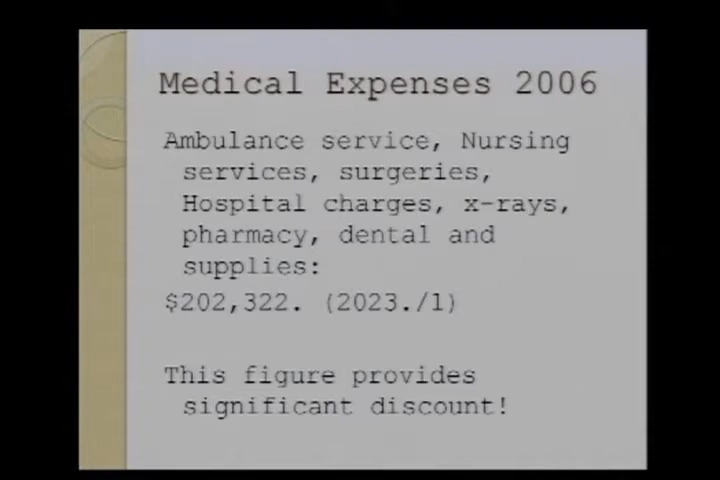 Medical Expenses 2006
Ambulance service, Nursing
services, surgeries,
Hospital charges, x-rays,
pharmacy, dental and
supplies:
$202,322. (2023./1)
This figure provides
significant discount!